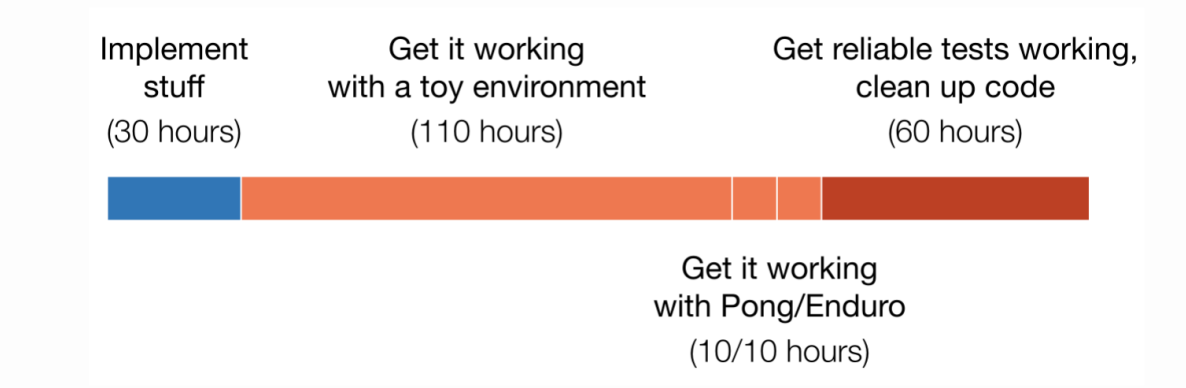 Implement
stuff
(30 hours)
Get it working
with a toy environment
(110 hours)
Get reliable tests working,
clean up code
(60 hours)
Get it working
with Pong/Enduro
(10/10 hours)